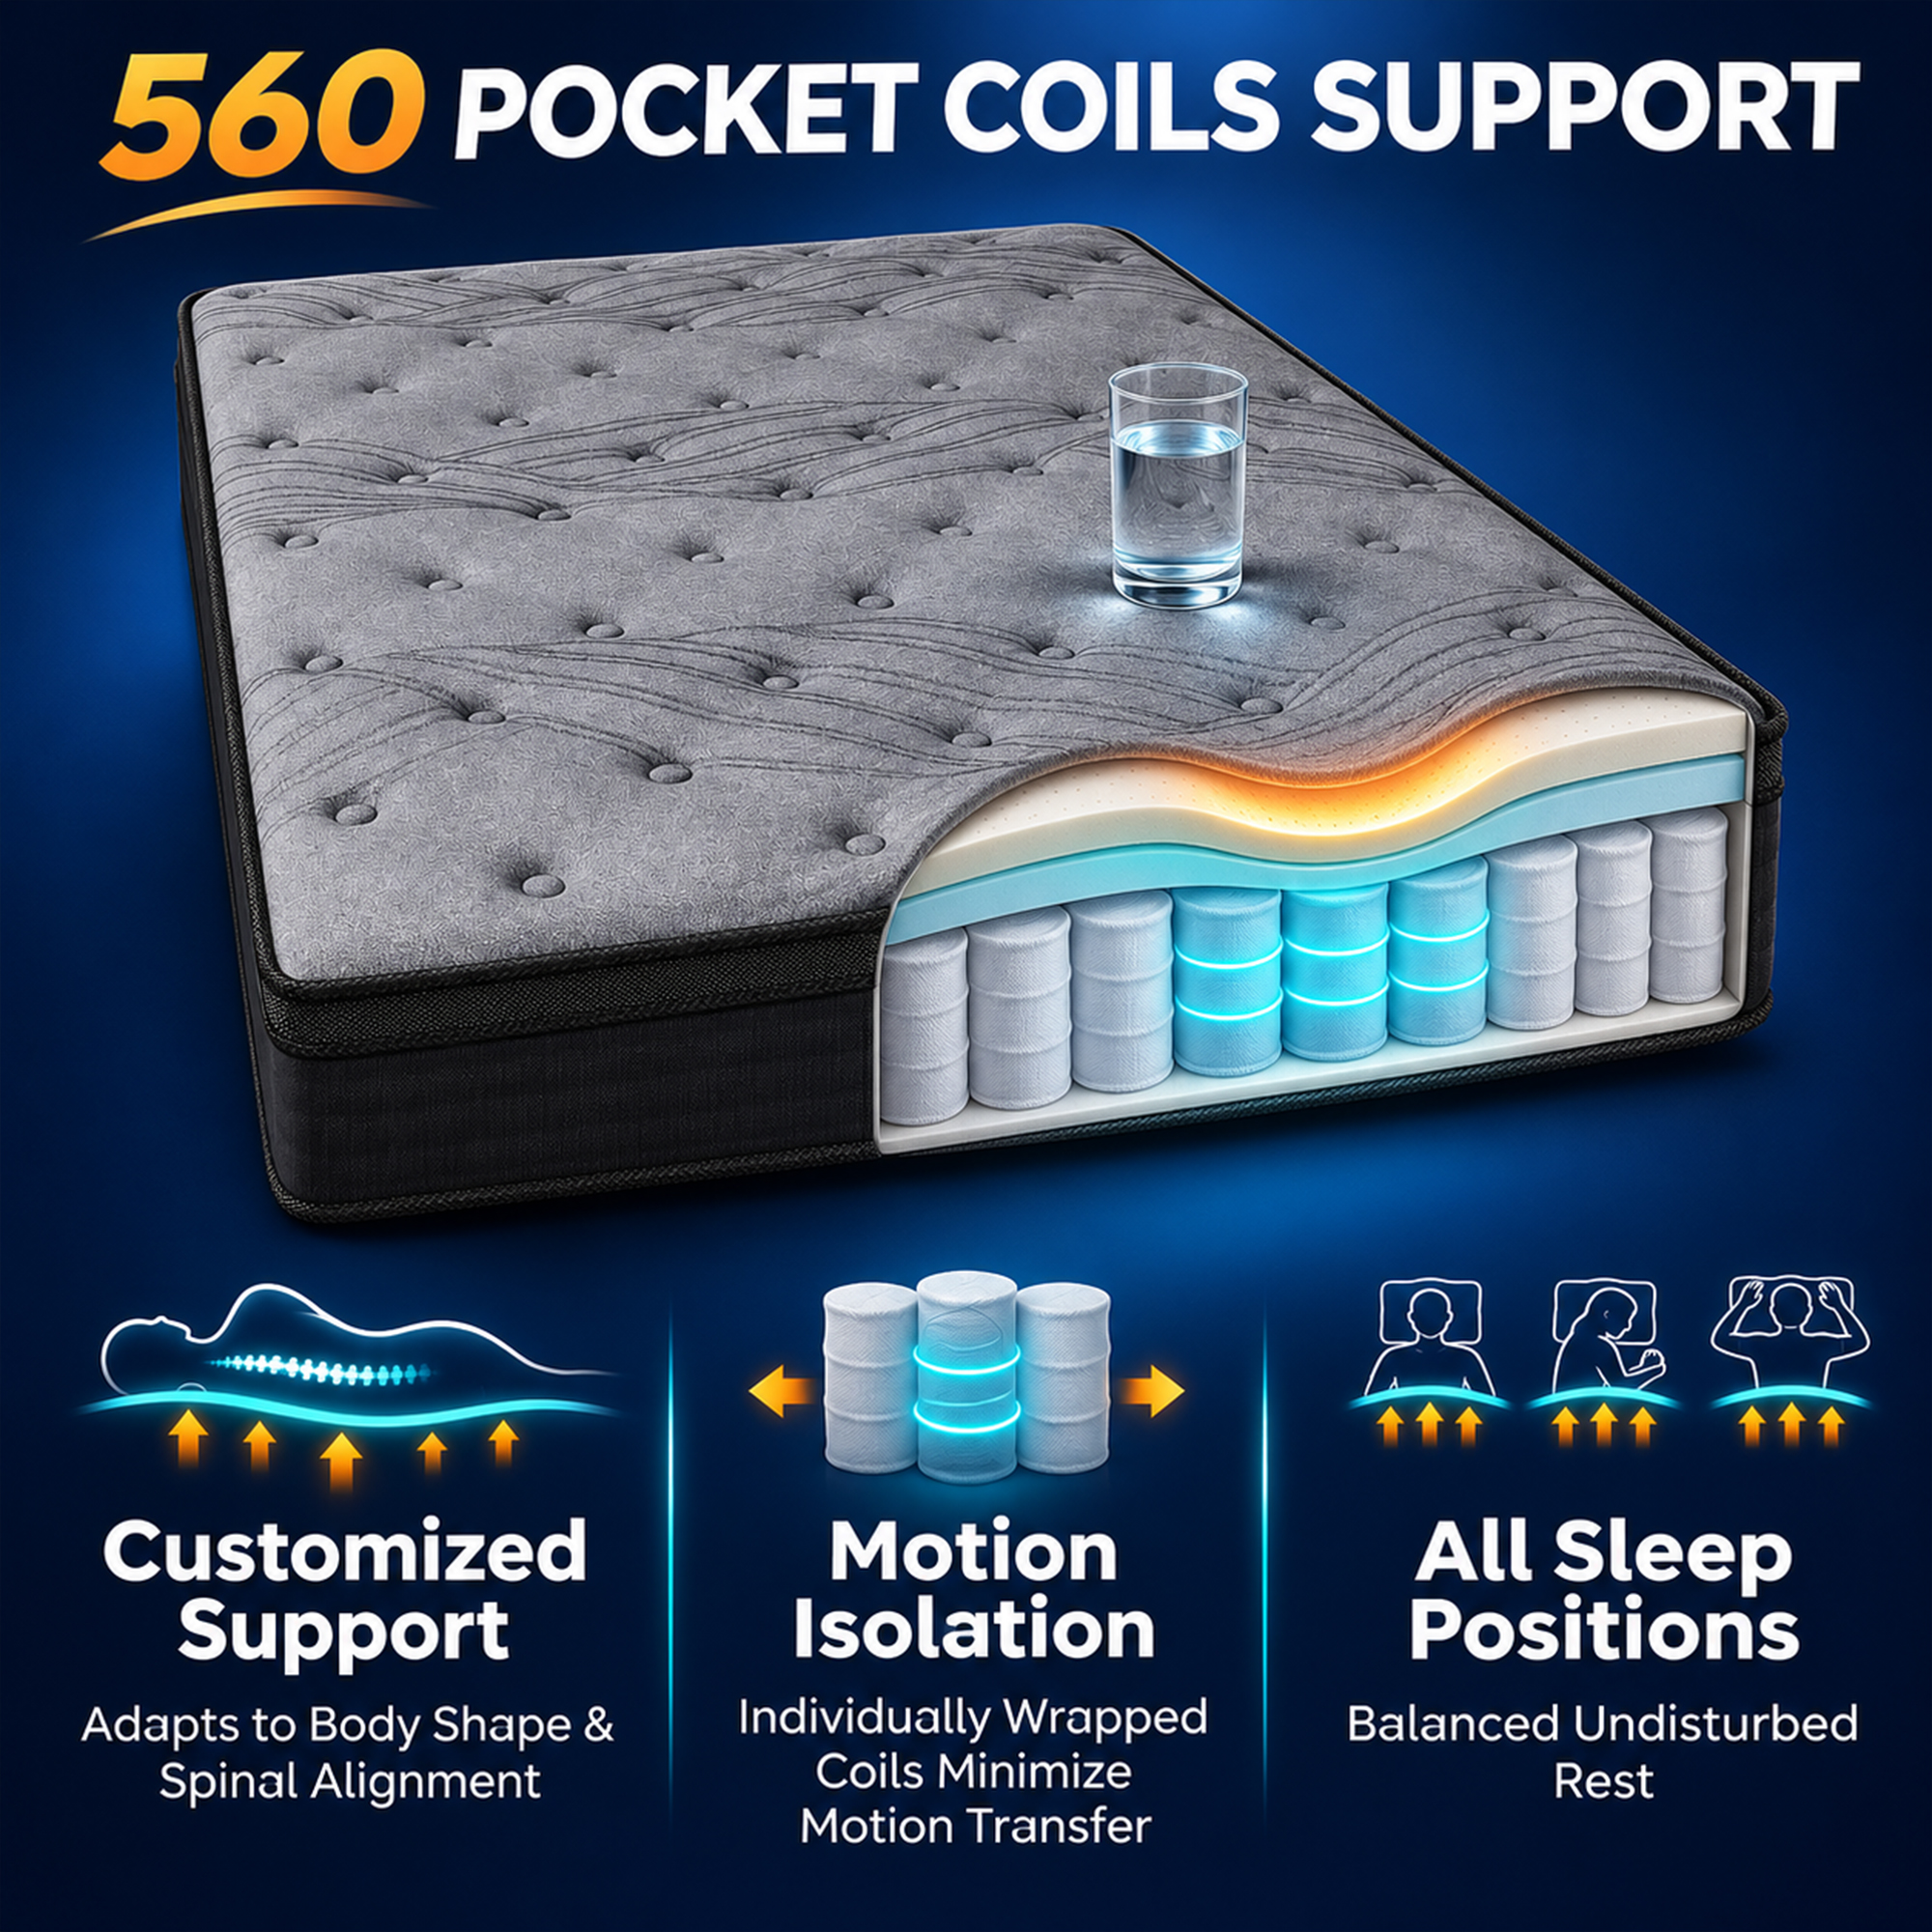 560 POCKET COILS SUPPORT
Customized
Support
Adapts to Body Shape &
Spinal Alignment
Motion
Isolation
Individually Wrapped
Coils Minimize
Motion Transfer
All Sleep
Positions
Balanced Undisturbed
Rest